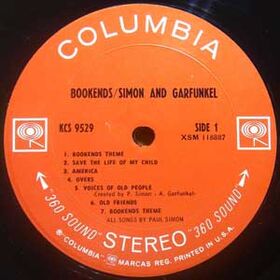 COLUMBIA
BOOKENDS/SIMON AND GARFUNKEL
KCS 9529
SIDE 1
XSM 118887
1. BOOKENDS THEME
2. SAVE THE LIFE OF MY CHILD
3. AMERICA
4. OVERS
5. VOICES OF OLD PEOPLE
(Created by P. Simon - A. Garfunkel)
6. OLD FRIENDS
7. BOOKENDS THEME
ALL SONGS BY PAUL SIMON
"360 SOUND" STEREO "360 SOUND"
® "COLUMBIA" MARCAS REG. PRINTED IN U.S.A.